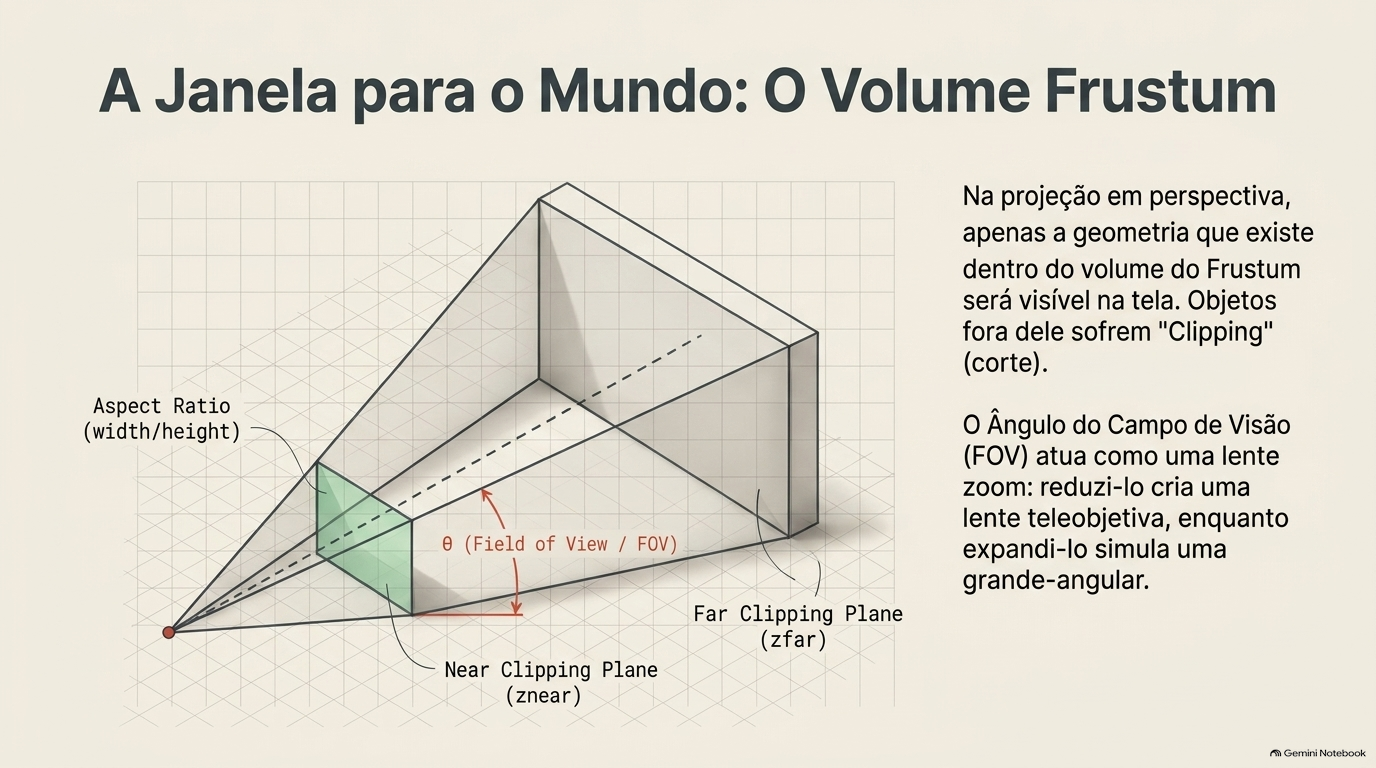 A Janela para o Mundo: O Volume Frustum
Na projeção em perspectiva,
apenas a geometria que existe
dentro do volume do Frustum
será visível na tela. Objetos
fora dele sofrem "Clipping"
(corte).
O Ângulo do Campo de Visão
(FOV) atua como uma lente
zoom: reduzi-lo cria uma
lente teleobjetiva, enquanto
expandi-lo simula uma
grande-angular.
Aspect Ratio
(width/height)
θ (Field of View / FOV)
Far Clipping Plane
(zfar)
Near Clipping Plane
(znear)
Gemini Notebook